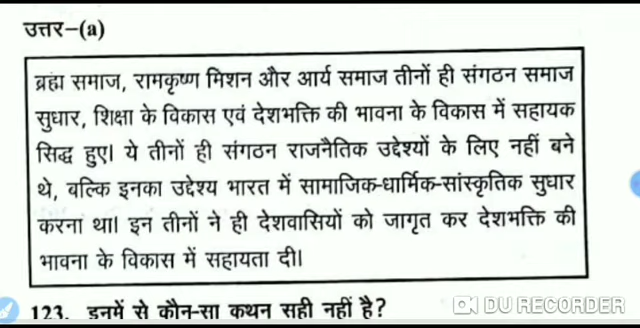 उत्तर–(a)
ब्रह्म समाज, रामकृष्ण मिशन और आर्य समाज तीनों ही संगठन समाज
सुधार, शिक्षा के विकास एवं देशभक्ति की भावना के विकास में सहायक
सिद्ध हुए। ये तीनों ही संगठन राजनैतिक उद्देश्यों के लिए नहीं बने
थे, बल्कि इनका उद्देश्य भारत में सामाजिक-धार्मिक-सांस्कृतिक सुधार
करना था। इन तीनों ने ही देशवासियों को जागृत कर देशभक्ति की
भावना के विकास में सहायता दी।
123. इनमें से कौन-सा कथन सही नहीं है?
DU RECORDER